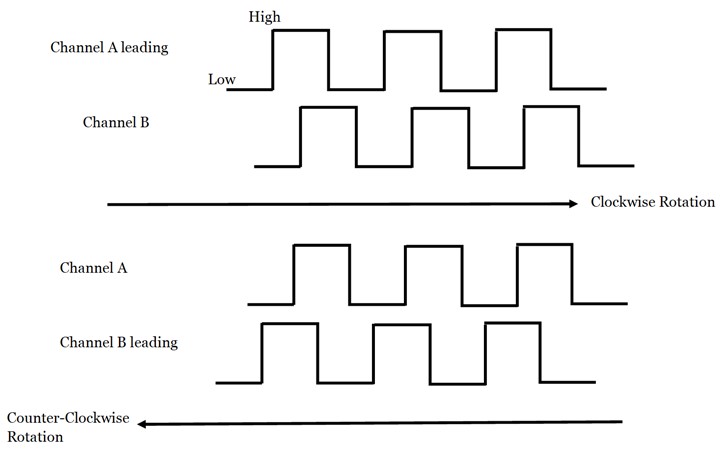 High
Channel A leading
Low
Channel B
Clockwise Rotation
Channel A
Channel B leading
Counter-Clockwise
Rotation